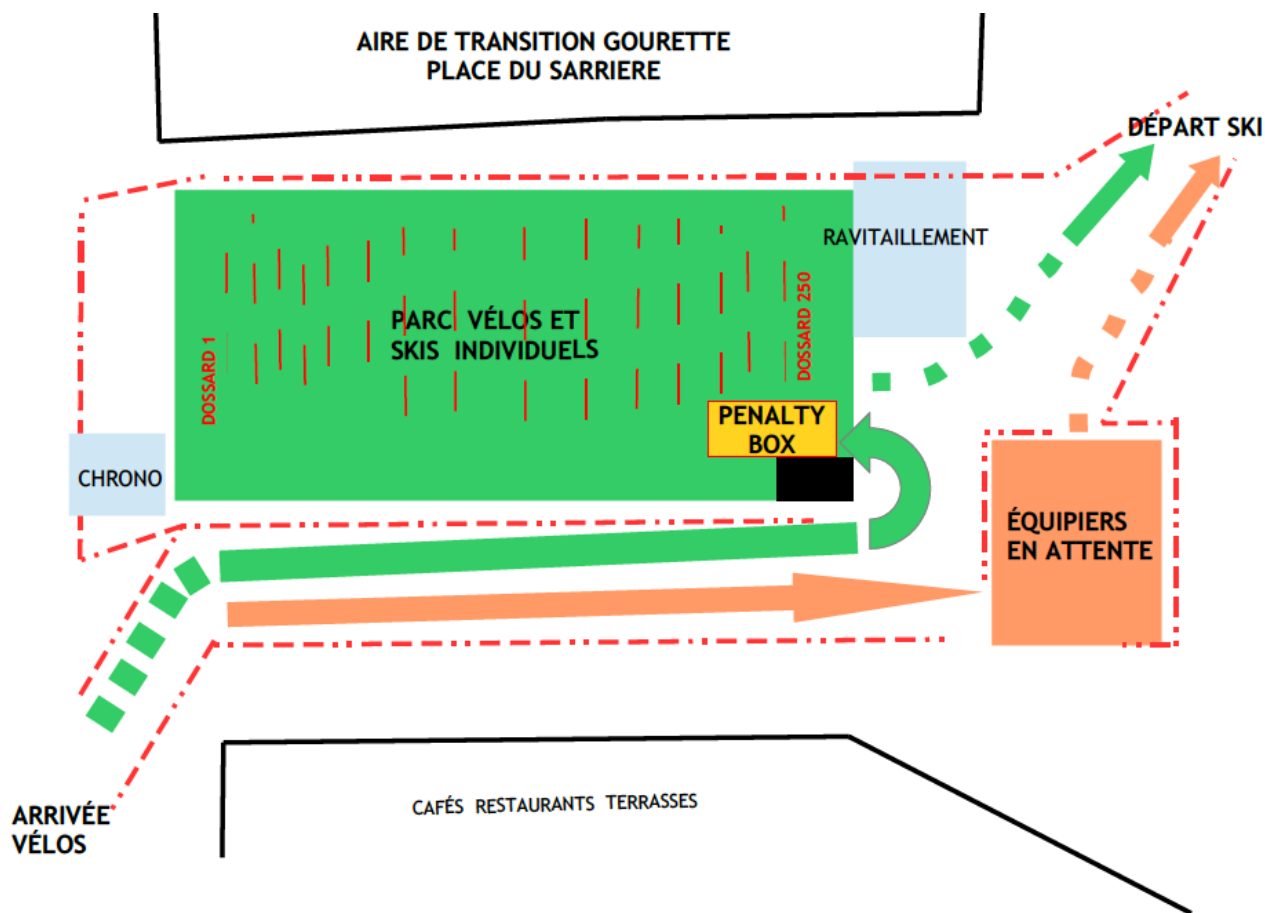 AIRE DE TRANSITION GOURETTE
PLACE DU SARRIERE
DÉPART SKI
RAVITAILLEMENT
DOSSARD 1
PARC VÉLOS ET
SKIS INDIVIDUELS
DOSSARD 250
PENALTY
BOX
CHRONO
ÉQUIPIERS
EN ATTENTE
ARRIVÉE
VÉLOS
CAFÉS RESTAURANTS TERRASSES